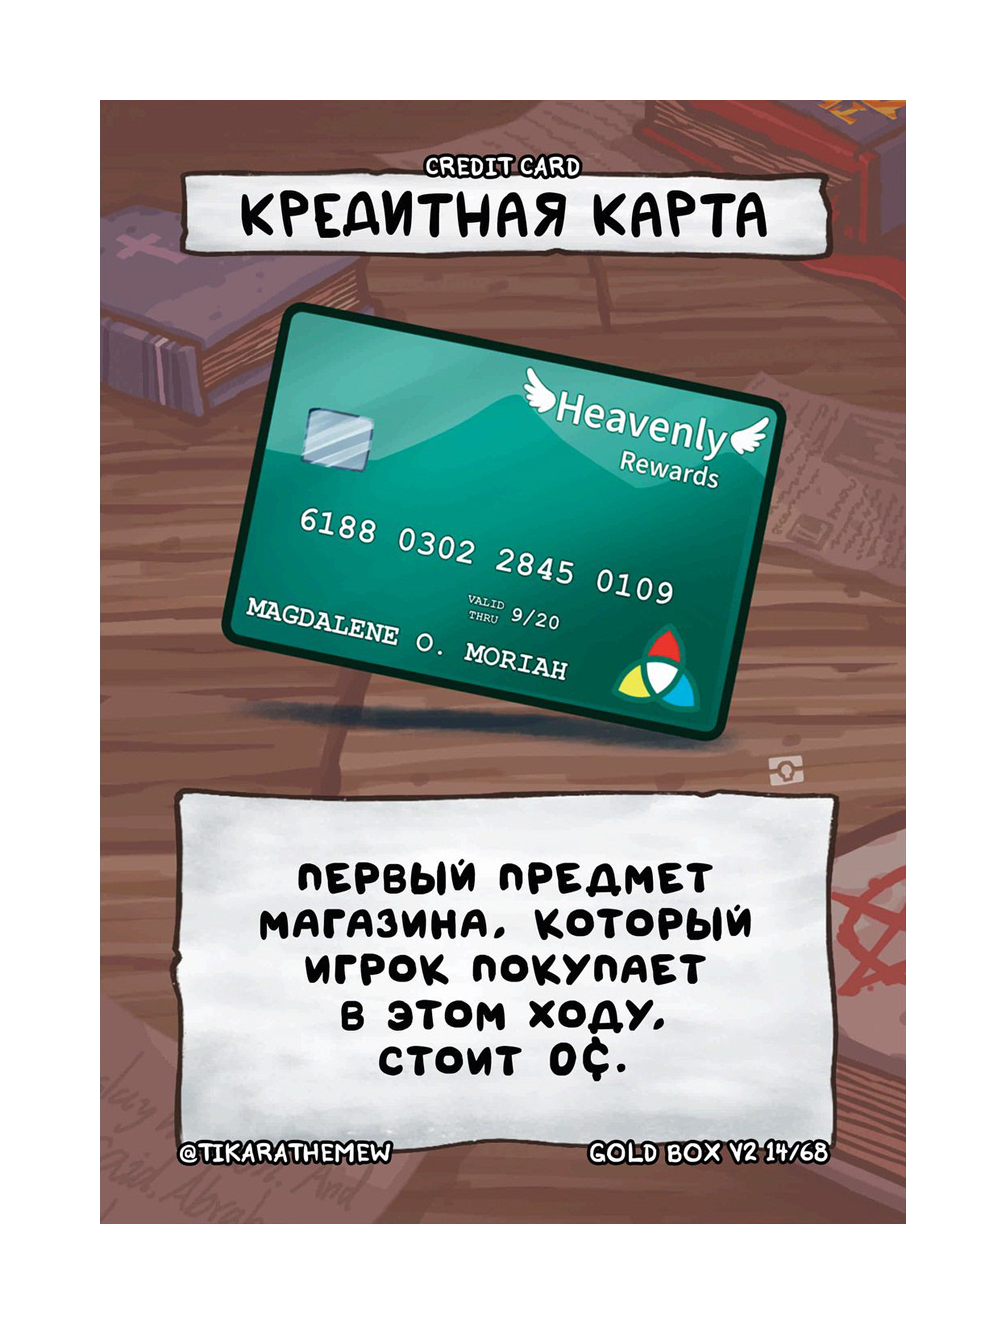 CREDIT CARD
КРЕДИТНАЯ КАРТА
Heavenly
Rewards
6188 0302 2845 0109
VALID
THRU 9/20
MAGDALENE O. MORIAH
ПЕРВЫЙ ПРЕДМЕТ
МАГАЗИНА, КОТОРЫЙ
ИГРОК ПОКУПАЕТ
В ЭТОМ ХОДУ,
СТОИТ 0¢.
@TIKARATHEMEW
GOLD BOX V2 14/68